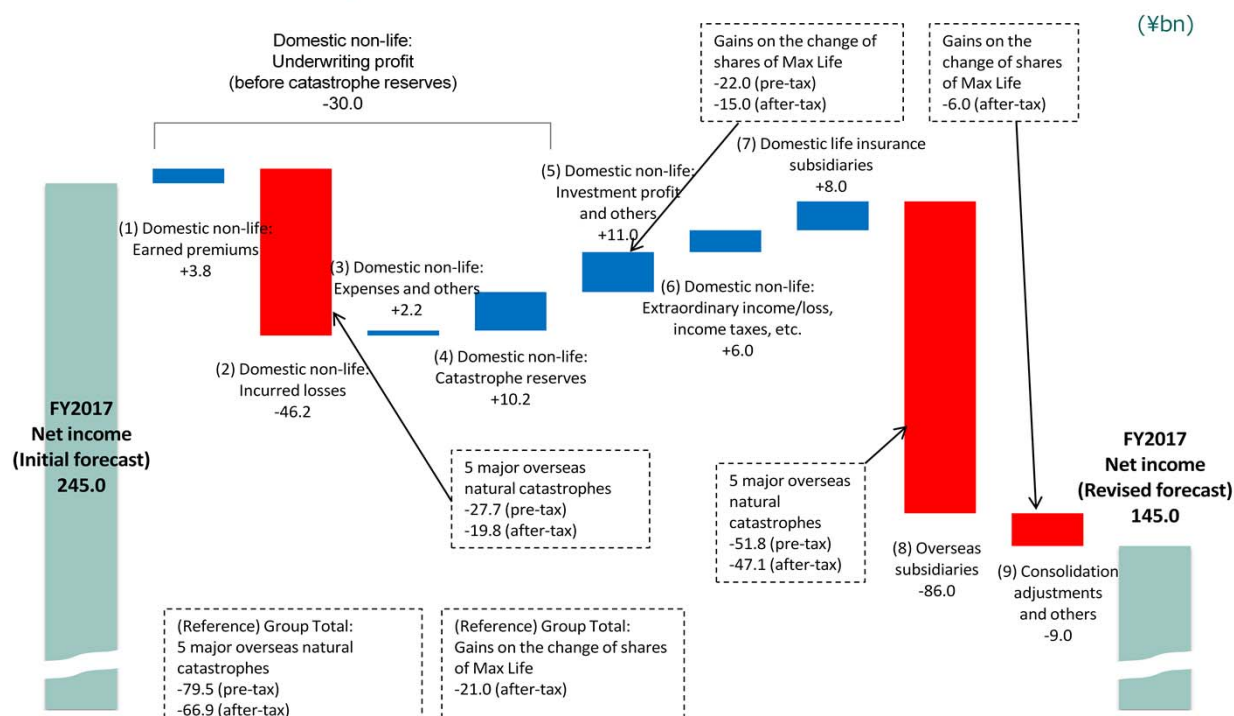 (¥bn)
Domestic non-life:
Underwriting profit
(before catastrophe reserves)
-30.0
Gains on the change of
shares of Max Life
-22.0 (pre-tax)
-15.0 (after-tax)
Gains on the
change of shares
of Max Life
-6.0 (after-tax)
(1) Domestic non-life:
Earned premiums
+3.8
(2) Domestic non-life:
Incurred losses
-46.2
(3) Domestic non-life:
Expenses and others
+2.2
(4) Domestic non-life:
Catastrophe reserves
+10.2
(5) Domestic non-life:
Investment profit
and others
+11.0
(6) Domestic non-life:
Extraordinary income/loss,
income taxes, etc.
+6.0
(7) Domestic life insurance
subsidiaries
+8.0
FY2017
Net income
(Initial forecast)
245.0
5 major overseas
natural catastrophes
-27.7 (pre-tax)
-19.8 (after-tax)
5 major overseas
natural
catastrophes
-51.8 (pre-tax)
-47.1 (after-tax)
(8) Overseas
subsidiaries
-86.0
(9) Consolidation
adjustments
and others
-9.0
FY2017
Net income
(Revised forecast)
145.0
(Reference) Group Total:
5 major overseas natural
catastrophes
-79.5 (pre-tax)
-66.9 (after-tax)
(Reference) Group Total:
Gains on the change of shares
of Max Life
-21.0 (after-tax)